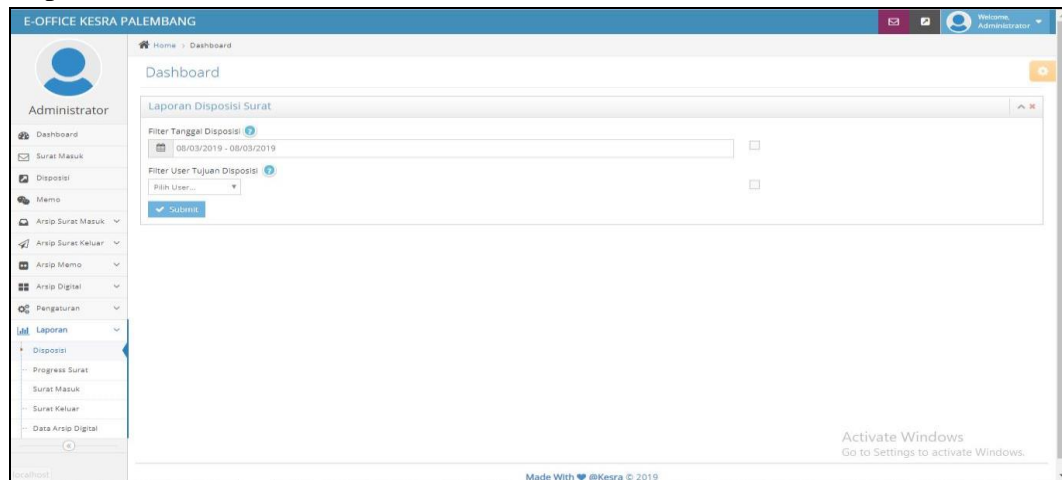 E-OFFICE KESRA PALEMBANG
Welcome,
Administrator
Home > Dashboard
Dashboard
Administrator
Dashboard
Surat Masuk
Disposisi
Memo
Arsip Surat Masuk
Arsip Surat Keluar
Arsip Memo
Arsip Digital
Pengaturan
Laporan
Disposisi
Progress Surat
Surat Masuk
Surat Keluar
Data Arsip Digital
Laporan Disposisi Surat
Filter Tanggal Disposisi ?
08/03/2019 - 08/03/2019
Filter User Tujuan Disposisi ?
Pilih User...
Submit
Activate Windows
Go to Settings to activate Windows.
localhost
Made With ♥ @Kesra © 2019